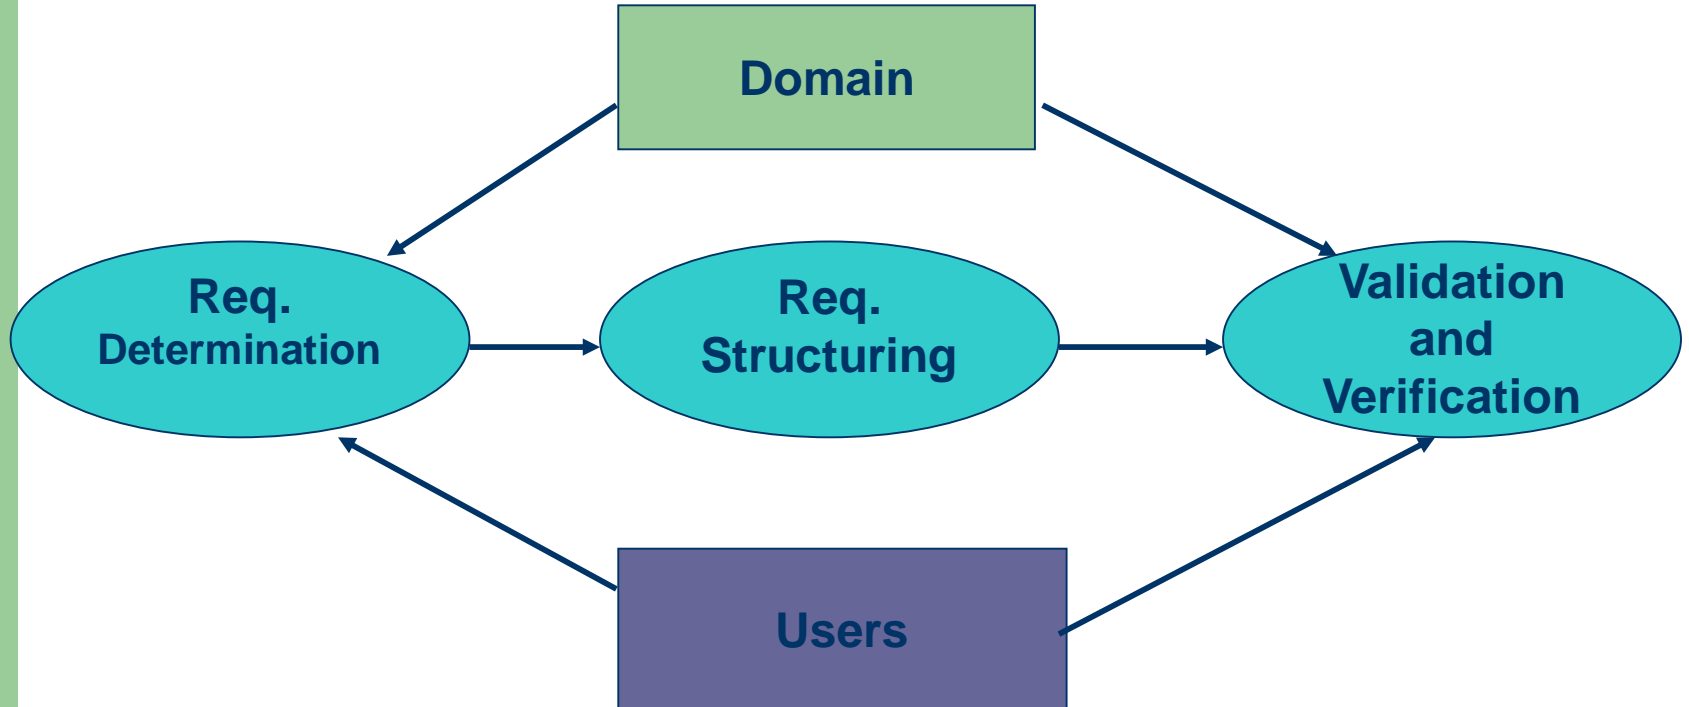 Domain
Req.
Determination
Req.
Structuring
Validation
and
Verification
Users